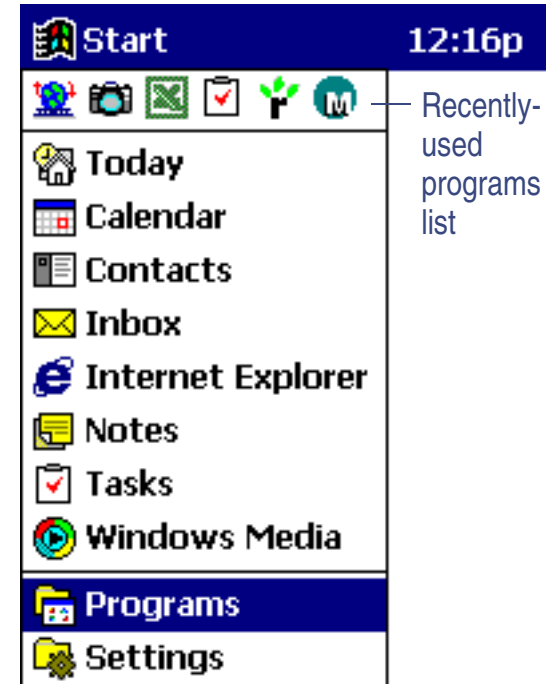 Start 12:16p
Recently-
used
programs
list
Today
Calendar
Contacts
Inbox
Internet Explorer
Notes
Tasks
Windows Media
Programs
Settings